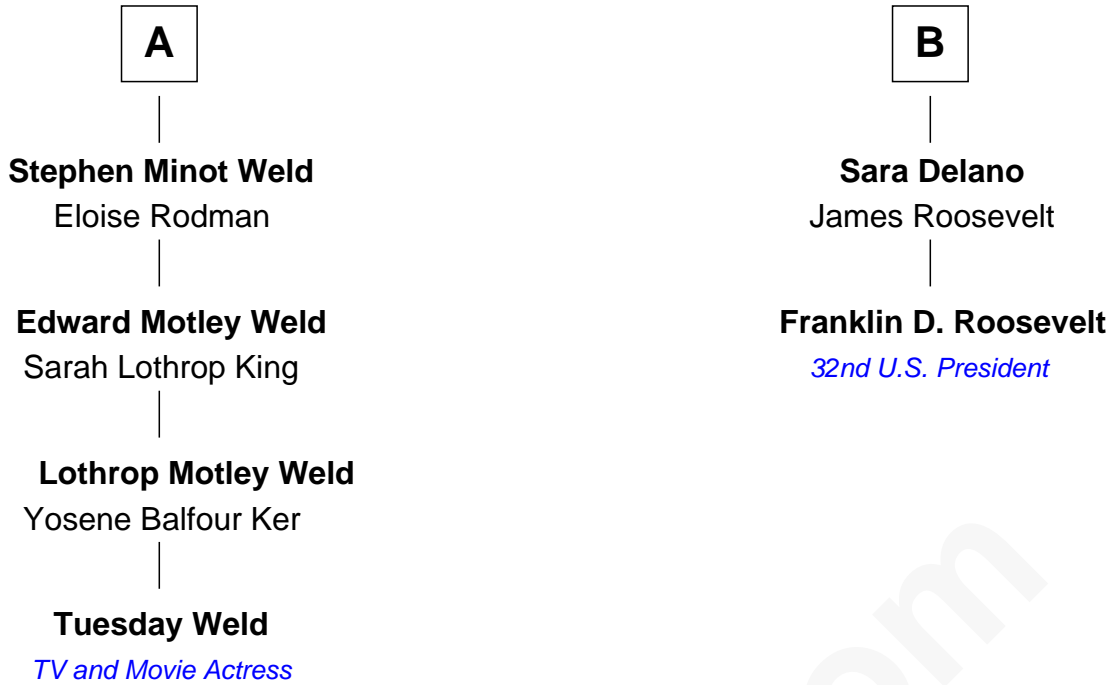 A
Stephen Minot Weld
Eloise Rodman
Edward Motley Weld
Sarah Lothrop King
Lothrop Motley Weld
Yosene Balfour Ker
Tuesday Weld
TV and Movie Actress
B
Sara Delano
James Roosevelt
Franklin D. Roosevelt
32nd U.S. President
om